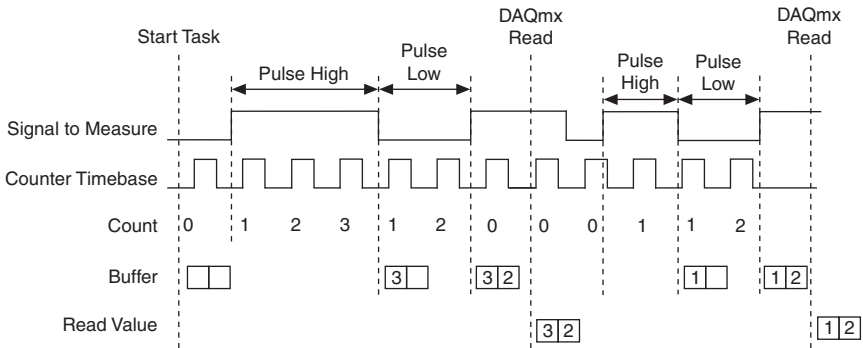 DAQmx Read
DAQmx Read
Start Task
Pulse High
Pulse Low
Pulse High
Pulse Low
Signal to Measure
Counter Timebase
Count 0 1 2 3 1 2 0 0 0 1 1 2
Buffer 3 3 2 1 1 2
Read Value 3 2 1 2